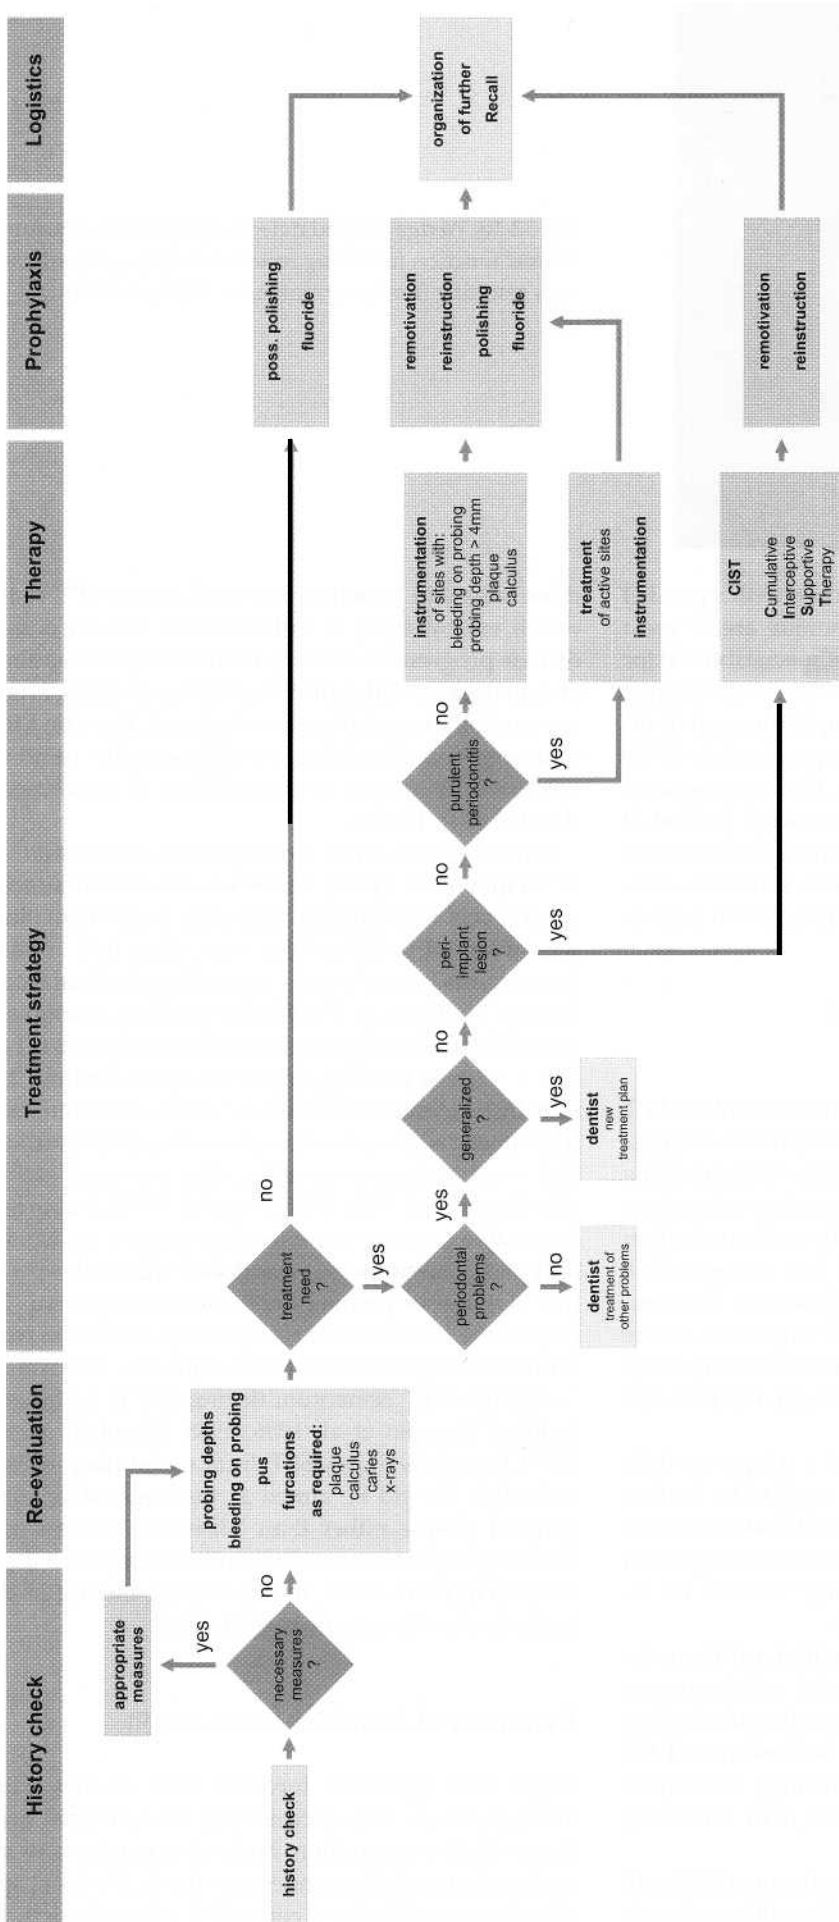 History check
Re-evaluation
Treatment strategy
Therapy
Prophylaxis
Logistics
history check
necessary
measures
?
yes
no
appropriate
measures
probing depths
bleeding on probing
pus
furcations
as required:
plaque
calculus
caries
x-rays
treatment
need
?
no
yes
periodontal
problems
?
yes
no
dentist
treatment of
other problems
generalized
?
no
yes
dentist
new
treatment plan
peri-
implant
lesion
?
no
yes
purulent
periodontitis
?
no
yes
instrumentation
of sites with:
bleeding on probing
probing depth > 4mm
plaque
calculus
treatment
of active sites
instrumentation
CIST
Cumulative
Interceptive
Supportive
Therapy
poss. polishing
fluoride
remotivation
reinstruction
polishing
fluoride
remotivation
reinstruction
organization
of further
Recall